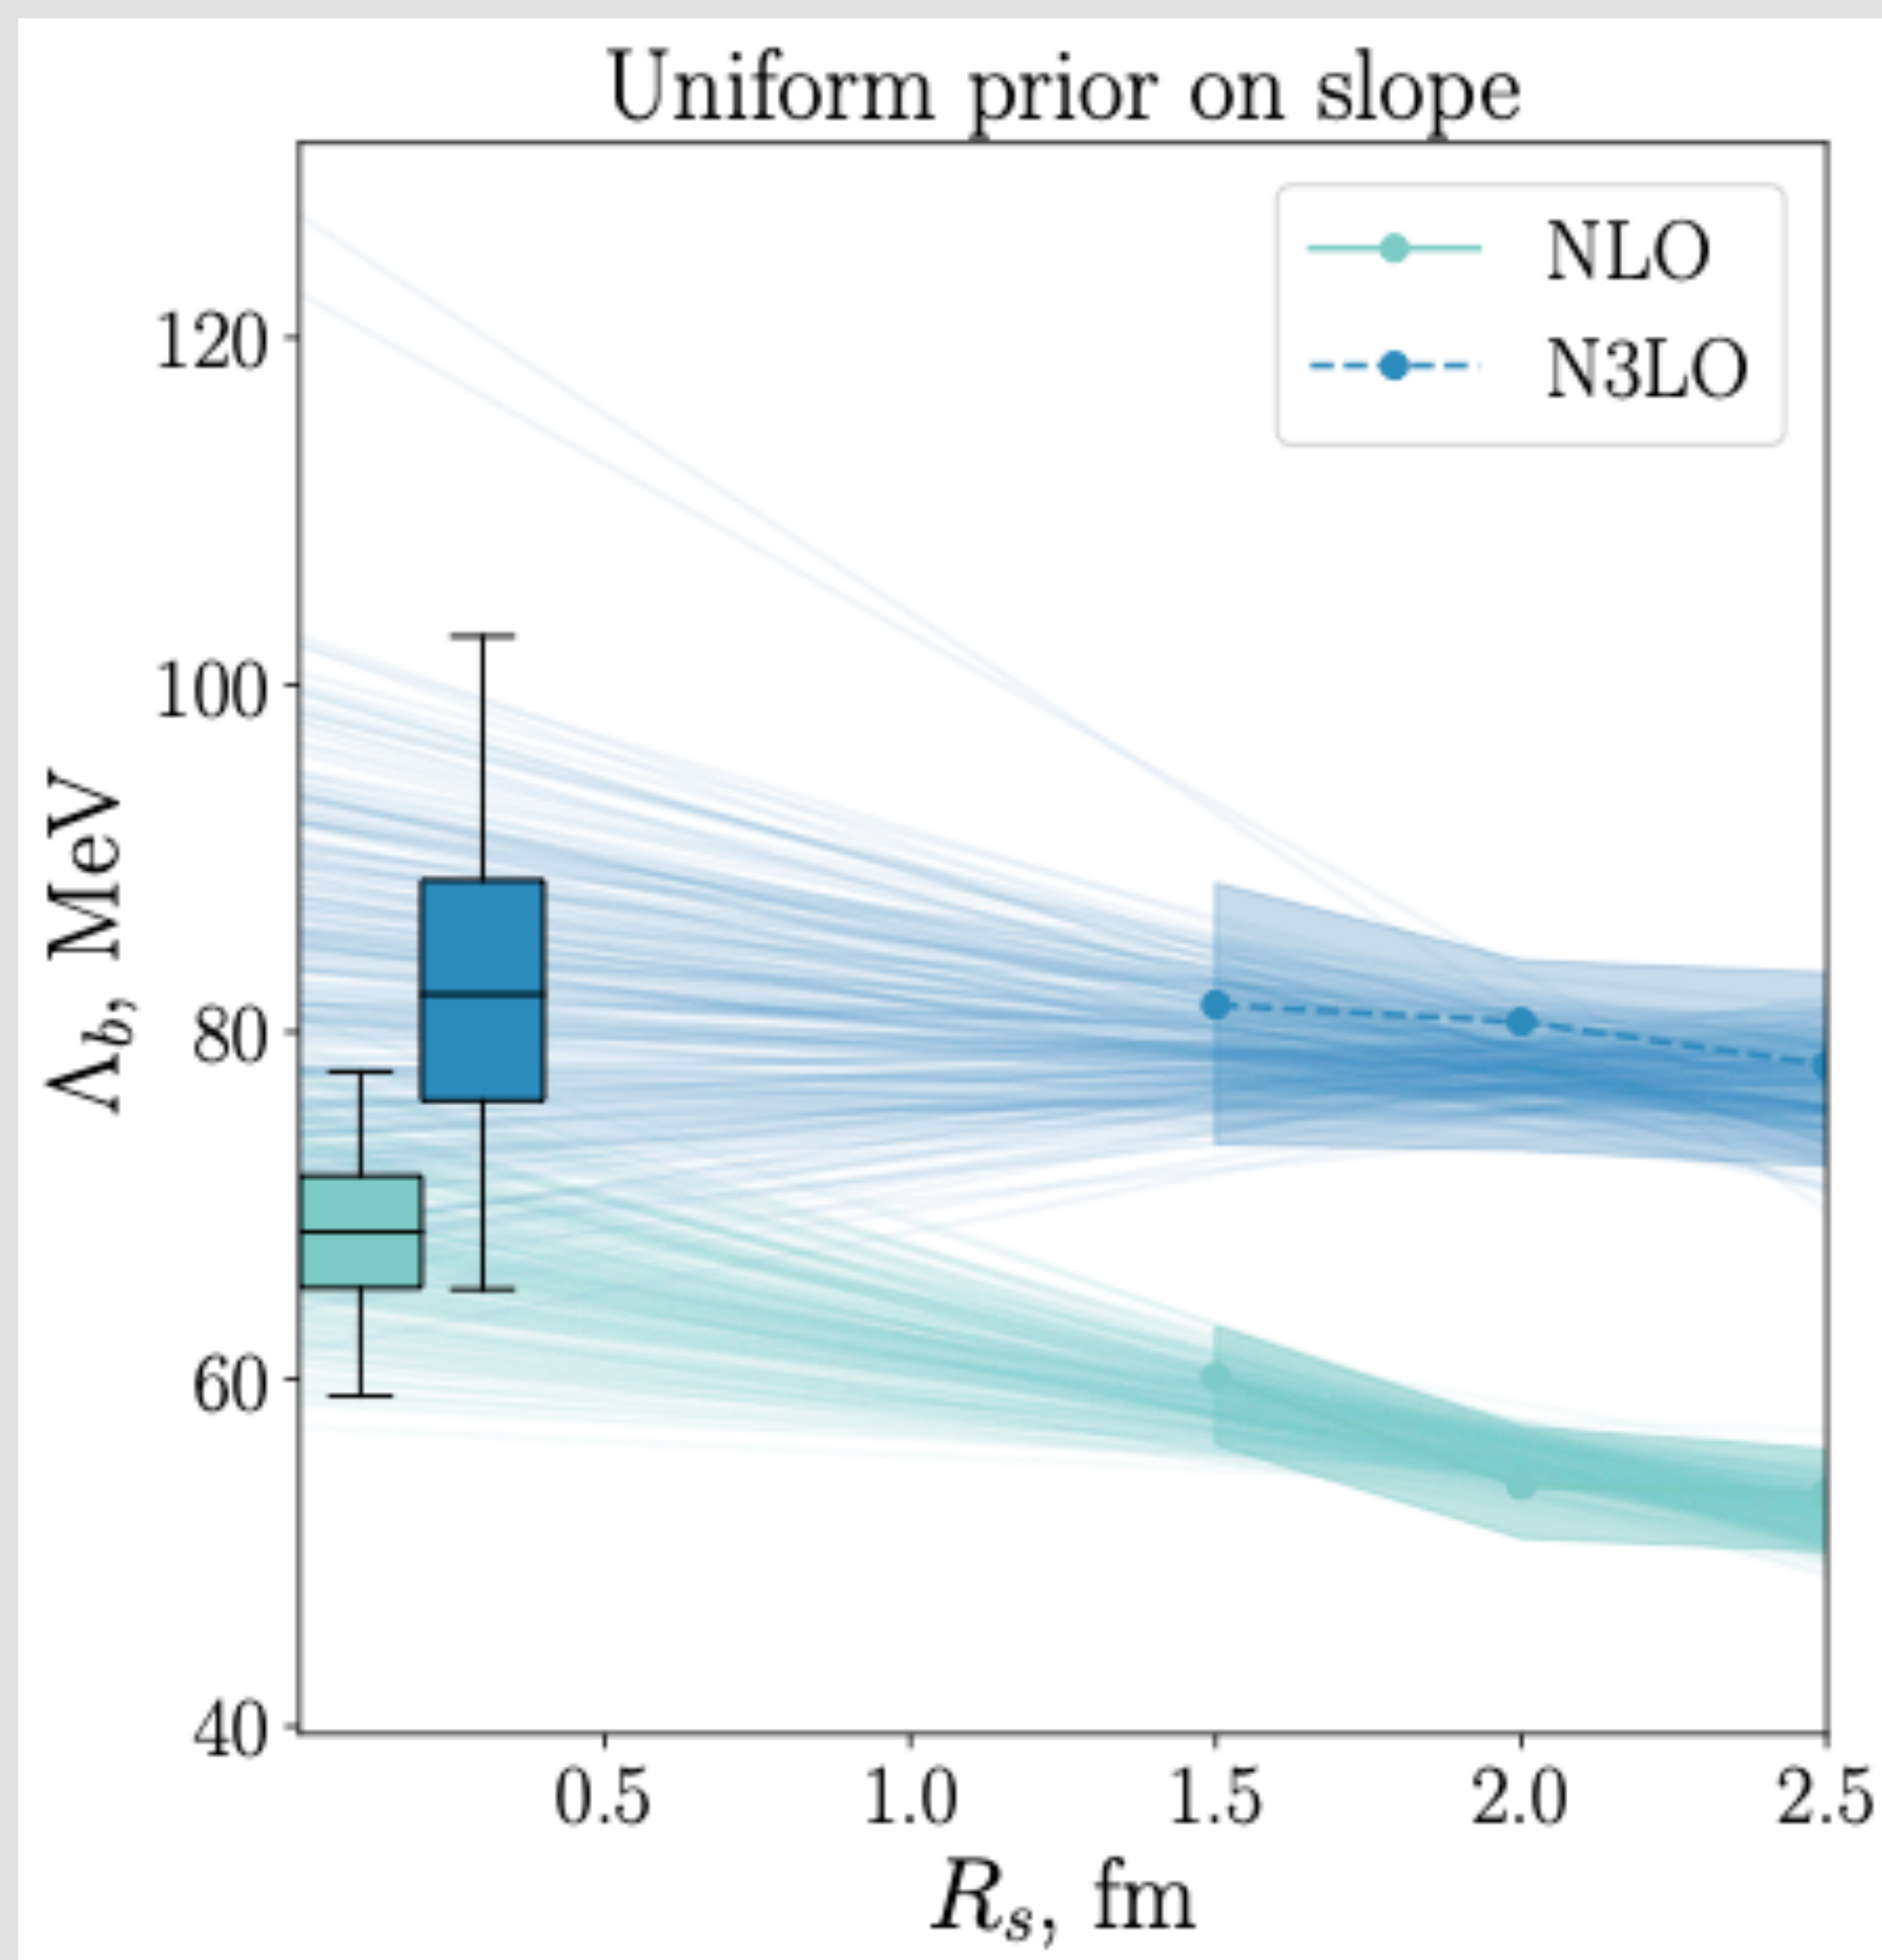 Uniform prior on slope
NLO
N3LO
120
100
80
60
40
Λb, MeV
0.5 1.0 1.5 2.0 2.5
Rs, fm